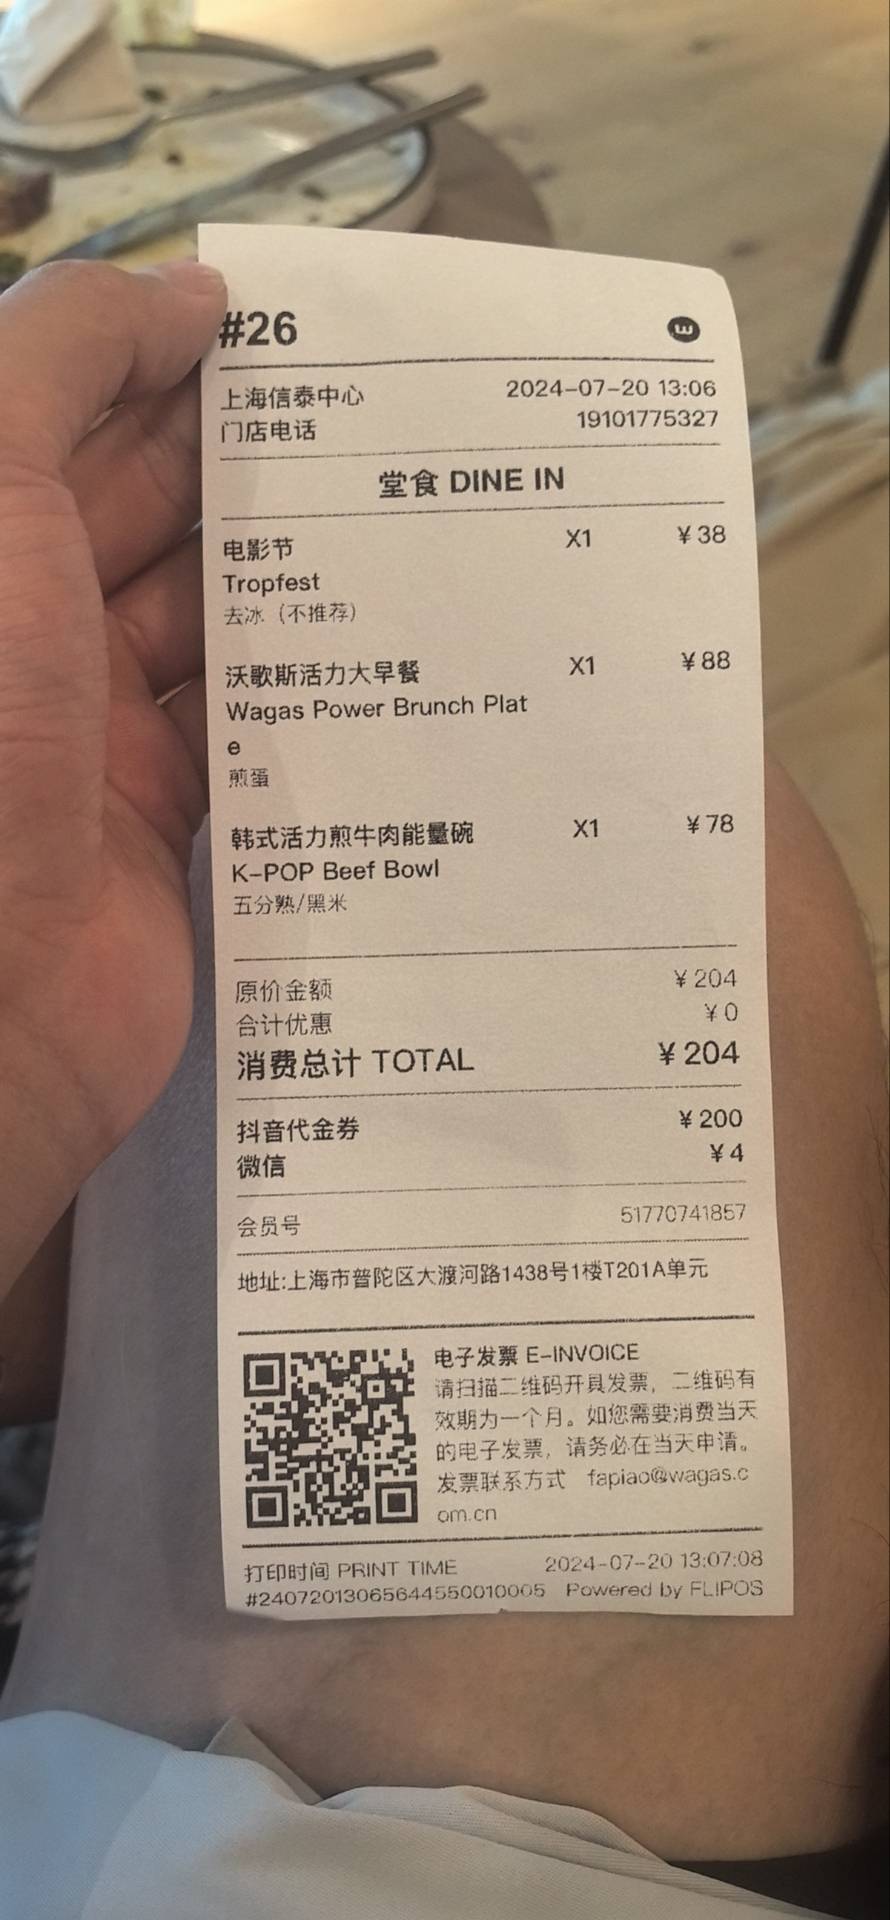 #26
上海信泰中心 2024-07-20 13:06
门店电话 19101775327
堂食 DINE IN
电影节 X1 ¥38
Tropfest
去冰（不推荐）
沃歌斯活力大早餐 X1 ¥88
Wagas Power Brunch Plat
e
煎蛋
韩式活力煎牛肉能量碗 X1 ¥78
K-POP Beef Bowl
五分熟/黑米
原价金额 ¥204
合计优惠 ¥0
消费总计 TOTAL ¥204
抖音代金券 ¥200
微信 ¥4
会员号 51770741857
地址:上海市普陀区大渡河路1438号1楼T201A单元
电子发票 E-INVOICE
请扫描二维码开具发票，二维码有
效期为一个月。如您需要消费当天
的电子发票，请务必在当天申请。
发票联系方式 fapiao@wagas.c
om.cn
打印时间 PRINT TIME 2024-07-20 13:07:08
#24072013065644550010005 Powered by FLIPOS